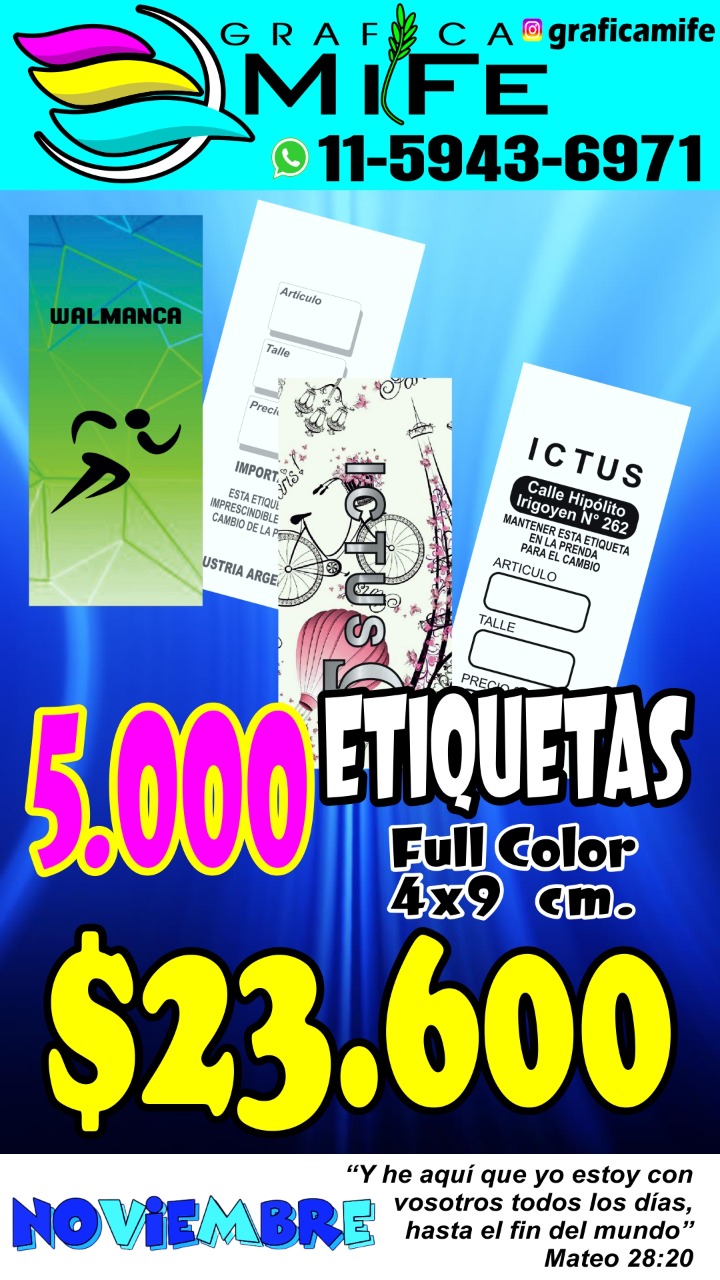 GRAFICA
MiFE
graficamife
11-5943-6971
WALMANCA
Artículo
Talle
IMPORT
ESTA ETIQU
IMPRESCINDIBLE
CAMBIO DE LA P
USTRIA ARGE
ICTUS
ICTUS
Calle Hipólito
Irigoyen N° 262
MANTENER ESTA ETIQUETA
EN LA PRENDA
PARA EL CAMBIO
ARTICULO
TALLE
PRECIO
5.000 ETIQUETAS
Full Color
4x9 cm.
$23.600
NOViEMBRE
“Y he aquí que yo estoy con
vosotros todos los días,
hasta el fin del mundo”
Mateo 28:20